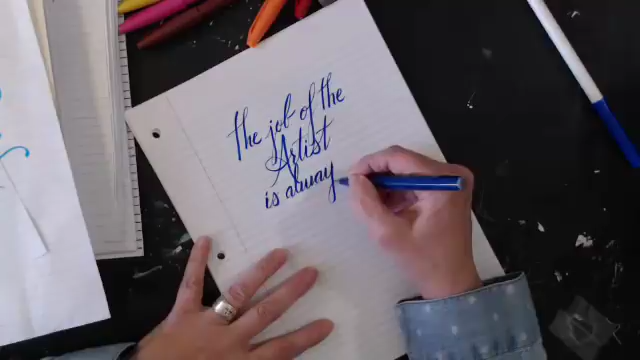 the job of the
Artist
is alway